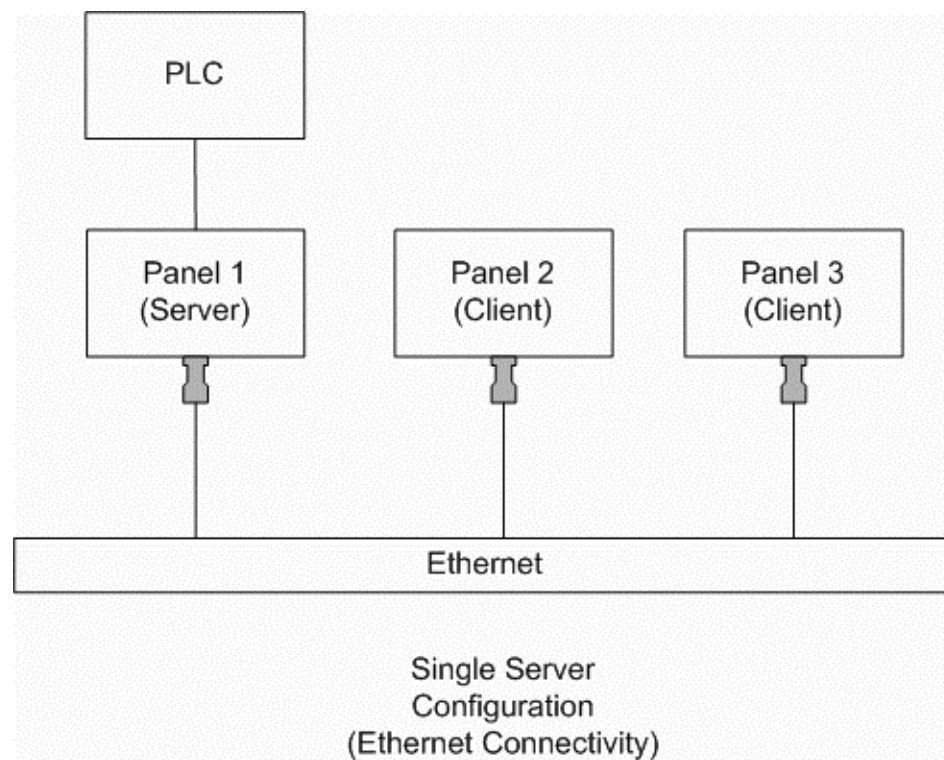 PLC
Panel 1
(Server)
Panel 2
(Client)
Panel 3
(Client)
Ethernet
Single Server
Configuration
(Ethernet Connectivity)